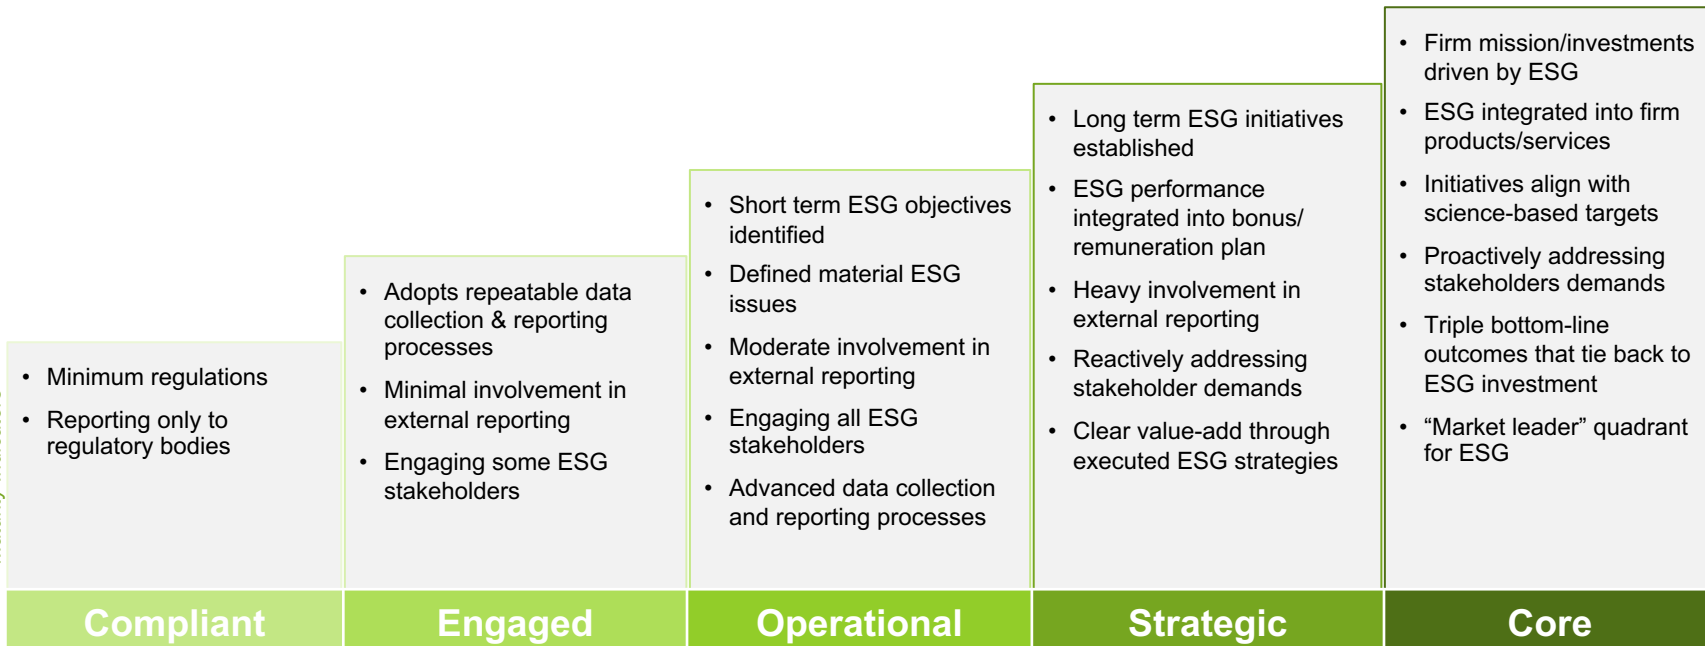 • Minimum regulations
• Reporting only to
regulatory bodies
Compliant
• Adopts repeatable data
collection & reporting
processes
• Minimal involvement in
external reporting
• Engaging some ESG
stakeholders
Engaged
• Short term ESG objectives
identified
• Defined material ESG
issues
• Moderate involvement in
external reporting
• Engaging all ESG
stakeholders
• Advanced data collection
and reporting processes
Operational
• Long term ESG initiatives
established
• ESG performance
integrated into bonus/
remuneration plan
• Heavy involvement in
external reporting
• Reactively addressing
stakeholder demands
• Clear value-add through
executed ESG strategies
Strategic
• Firm mission/investments
driven by ESG
• ESG integrated into firm
products/services
• Initiatives align with
science-based targets
• Proactively addressing
stakeholders demands
• Triple bottom-line
outcomes that tie back to
ESG investment
• “Market leader” quadrant
for ESG
Core